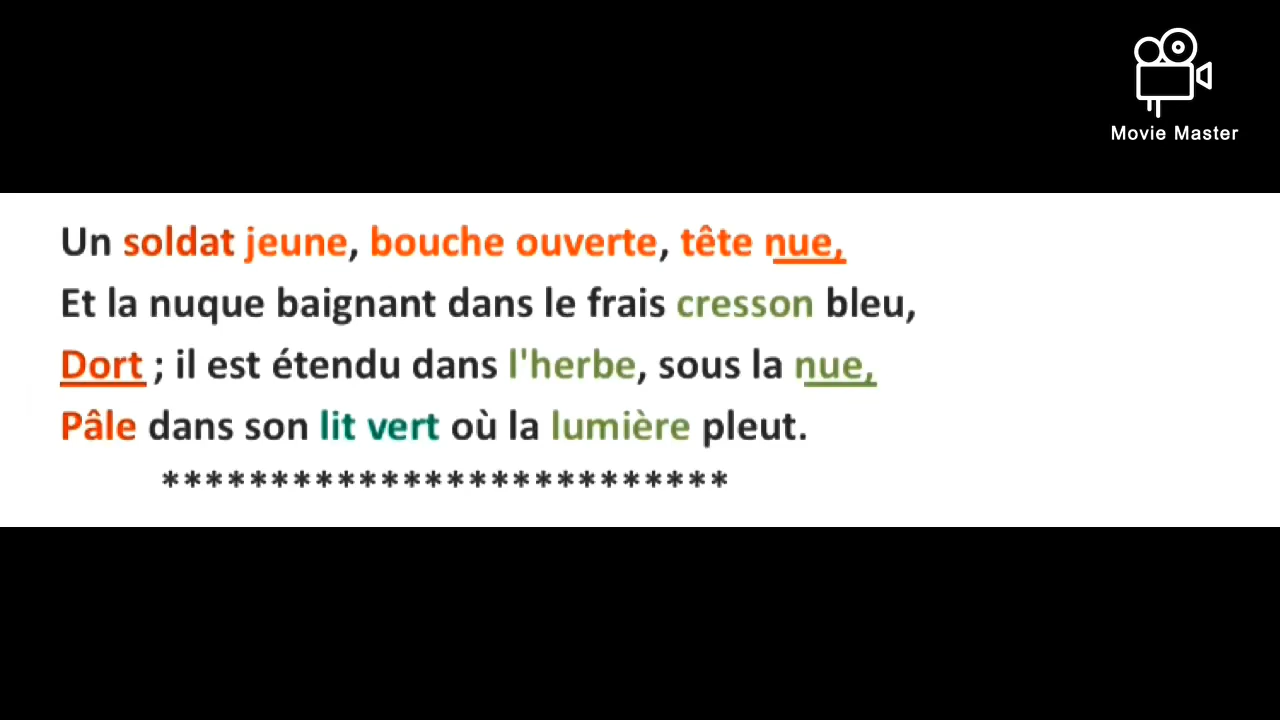 Movie Master
Un soldat jeune, bouche ouverte, tête nue,
Et la nuque baignant dans le frais cresson bleu,
Dort ; il est étendu dans l'herbe, sous la nue,
Pâle dans son lit vert où la lumière pleut.
**************************